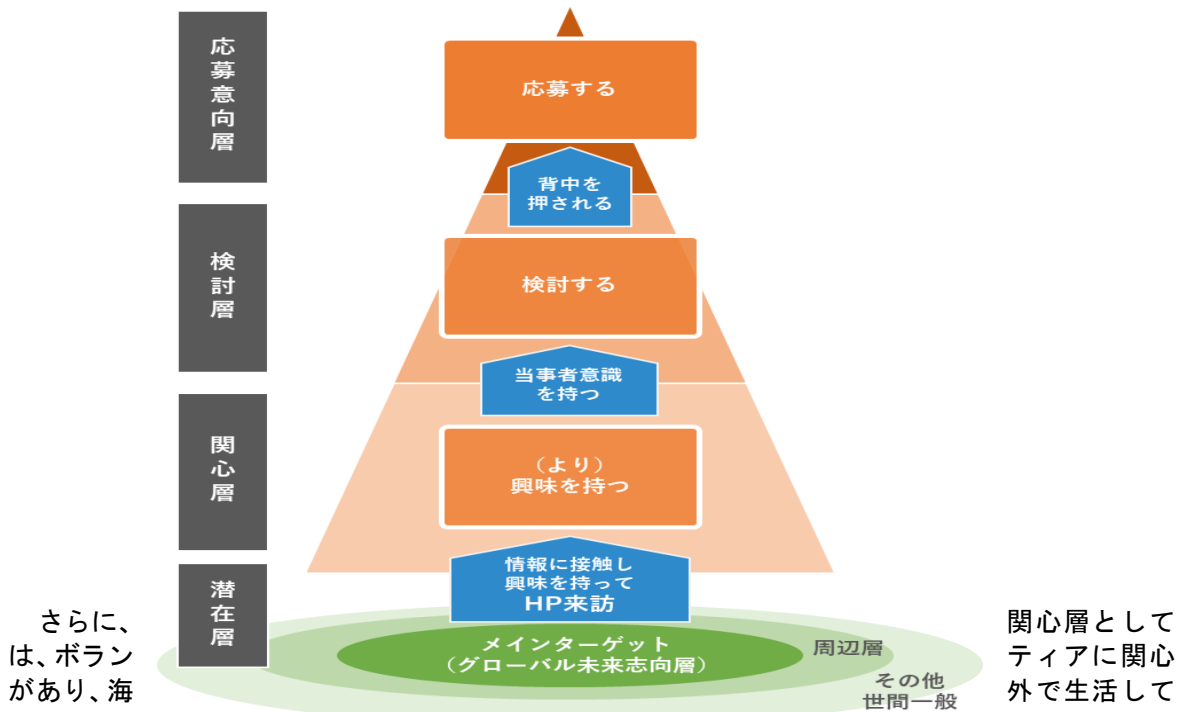 応募意向層
応募する
背中を
押される
検討層
検討する
当事者意識
を持つ
関心層
（より）
興味を持つ
潜在層
情報に接触し
興味を持って
HP来訪
メインターゲット
（グローバル未来志向層）
周辺層
その他
世間一般
さらに、
関心層として
は、ボラン
ティアに関心
があり、海
外で生活して